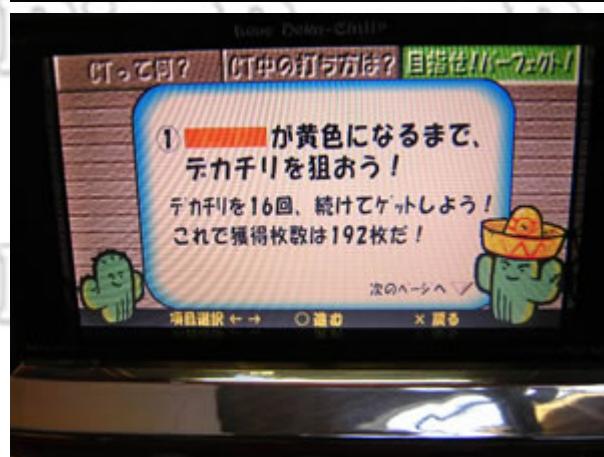 Love Deka-Chili
CTって何? CT中の打ち方は? 目指せ!パーフェクト!
① が黄色になるまで、
デカチリを狙おう!
デカチリを16回、続けてゲットしよう!
これで獲得枚数は192枚だ!
次のページへ
項目選択 ←→ ○進む ×戻る